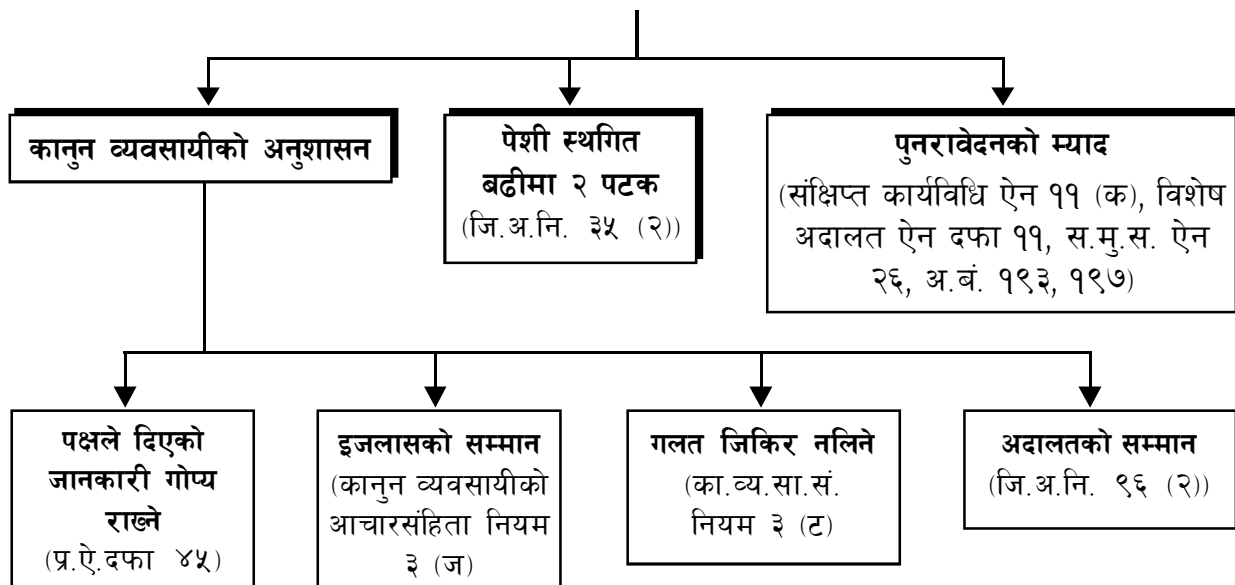 कानुन व्यवसायीको अनुशासन
पेशी स्थगित
बढीमा २ पटक
(जि.अ.नि. ३५ (२))
पुनरावेदनको म्याद
(संक्षिप्त कार्यविधि ऐन ११ (क), विशेष
अदालत ऐन दफा ११, स.मु.स. ऐन
२६, अ.बं. १९३, १९७)
पक्षले दिएको
जानकारी गोप्य
राख्ने
(प्र.ऐ.दफा ४५)
इजलासको सम्मान
(कानुन व्यवसायीको
आचारसंहिता नियम
३ (ज)
गलत जिकिर नलिने
(का.व्य.सा.सं.
नियम ३ (ट)
अदालतको सम्मान
(जि.अ.नि. ९६ (२))